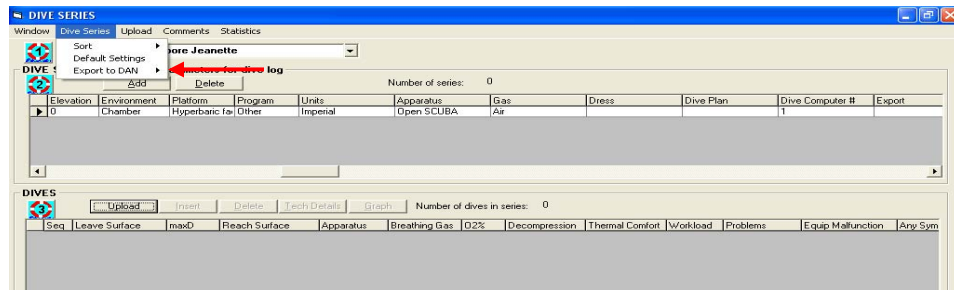 DIVE SERIES
Window Dive Series Upload Comments Statistics
Sort
Default Settings
Export to DAN
1
Jeanette
DIVE
for dive log
2
Add Delete Number of series: 0
Elevation Environment Platform Program Units Apparatus Gas Dress Dive Plan Dive Computer # Export
0 Chamber Hyperbaric fa Other Imperial Open SCUBA Air 1
DIVES
3
Upload Insert Delete Tech Details Graph Number of dives in series: 0
Seq Leave Surface maxD Reach Surface Apparatus Breathing Gas O2% Decompression Thermal Comfort Workload Problems Equip Malfunction Any Sym